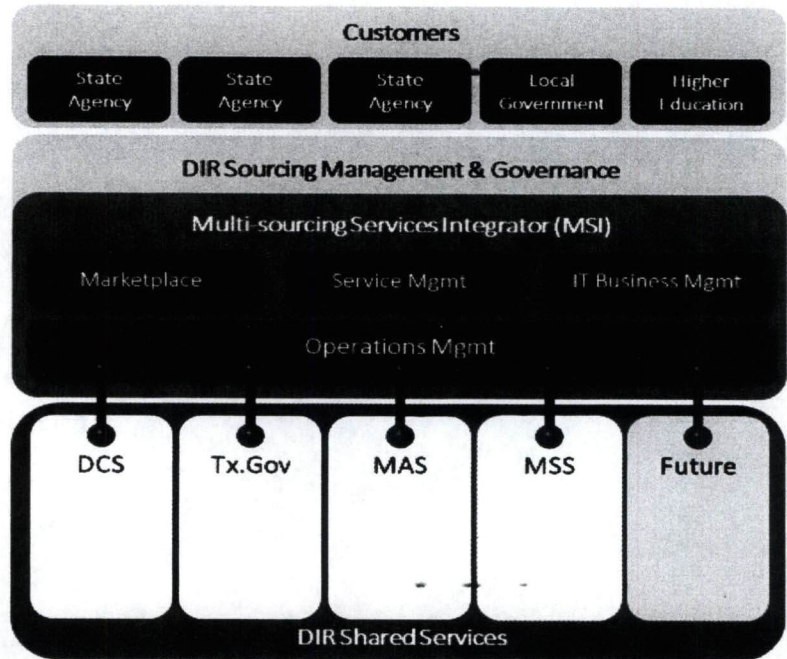 Customers
State State State Local Higher
Agency Agency Agency Government Education
DIR Sourcing Management & Governance
Multi-sourcing Services Integrator (MSI)
Marketplace Service Mgmt IT Business Mgmt
Operations Mgmt
DCS Tx.Gov MAS MSS Future
DIR Shared Services